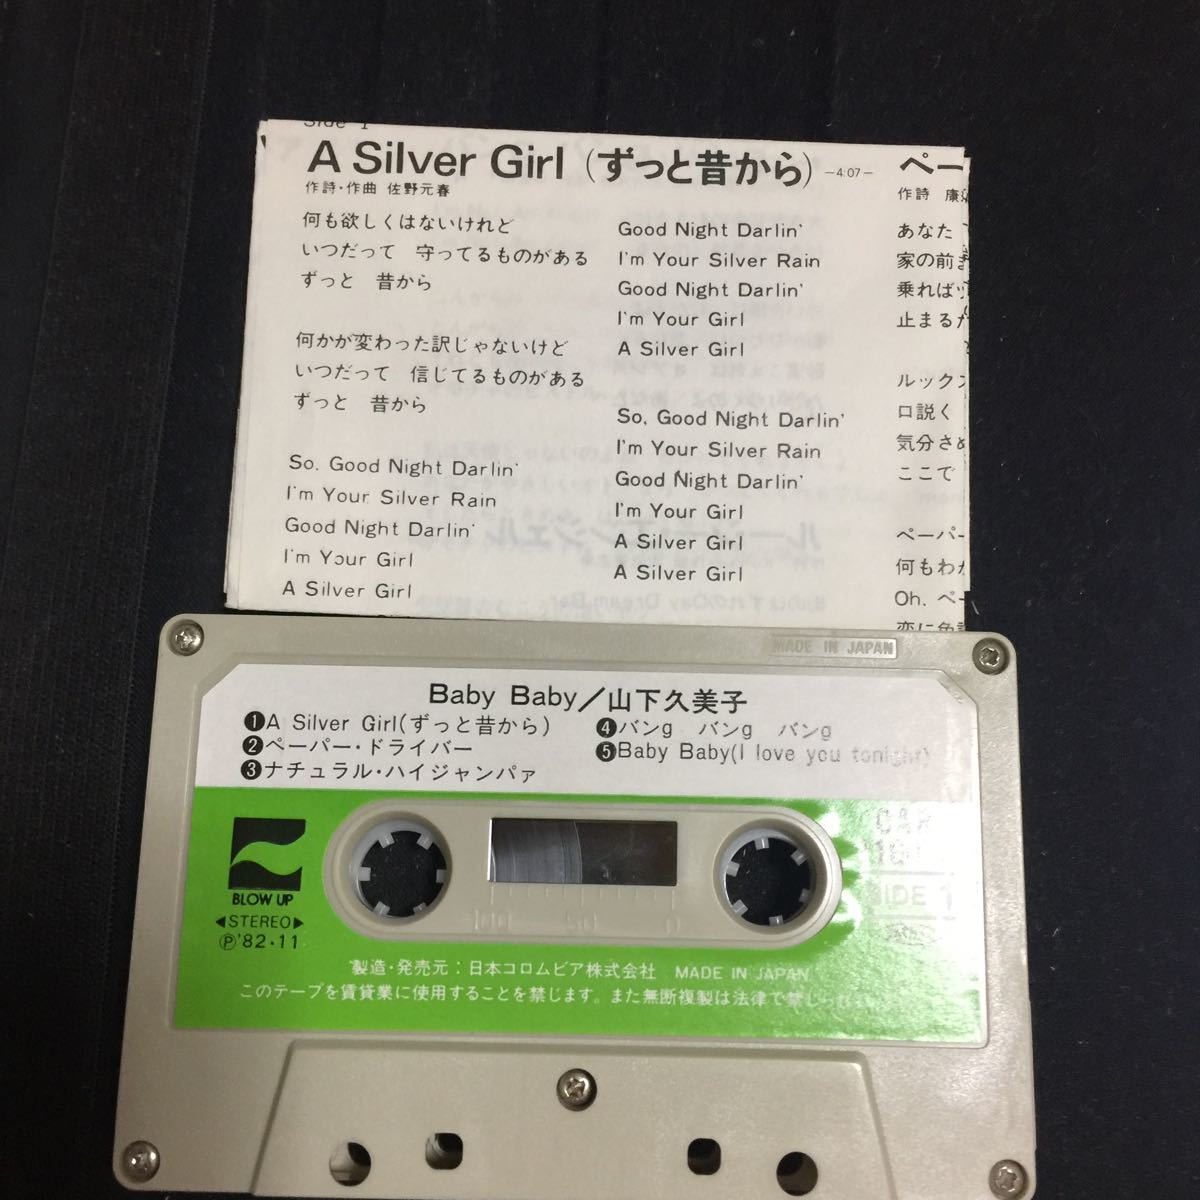 Side 1
A Silver Girl (ずっと昔から) -4:07-
作詩・作曲 佐野元春
何も欲しくはないけれど
いつだって 守ってるものがある
ずっと 昔から
何かが変わった訳じゃないけど
いつだって 信じてるものがある
ずっと 昔から
So, Good Night Darlin'
I'm Your Silver Rain
Good Night Darlin'
I'm Your Girl
A Silver Girl
Good Night Darlin'
I'm Your Silver Rain
Good Night Darlin'
I'm Your Girl
A Silver Girl
So, Good Night Darlin'
I'm Your Silver Rain
Good Night Darlin'
I'm Your Girl
A Silver Girl
A Silver Girl
ペー
作詩 康
あなた
家の前ま
乗れば
止まるた
ルックス
口説く
気分さめ
ここで
ペーパー
何もわか
Oh, ペー
恋に色
MADE IN JAPAN
Baby Baby／山下久美子
❶A Silver Girl(ずっと昔から)
❷ペーパー・ドライバー
❸ナチュラル・ハイジャンパァ
❹バンg バンg バンg
❺Baby Baby(I love you tonight)
BLOW UP
◀STEREO▶
Ⓟ'82・11
SIDE 1
100 50 0
製造・発売元：日本コロムビア株式会社 MADE IN JAPAN
このテープを賃貸業に使用することを禁じます。また無断複製は法律で禁じられ